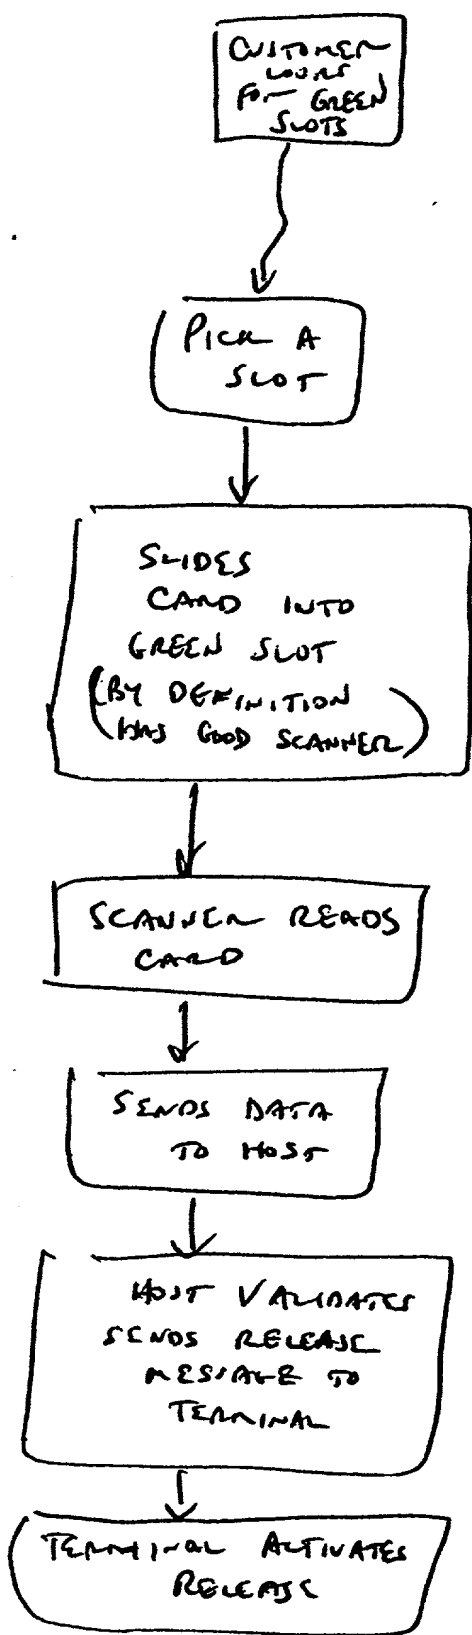 CUSTOMER
LOOKS
FOR GREEN
SLOTS
PICK A
SLOT
SLIDES
CARD INTO
GREEN SLOT
(BY DEFINITION
HAS GOOD SCANNER)
SCANNER READS
CARD
SENDS DATA
TO HOST
HOST VALIDATES
SENDS RELEASE
MESSAGE TO
TERMINAL
TERMINAL ACTIVATES
RELEASE